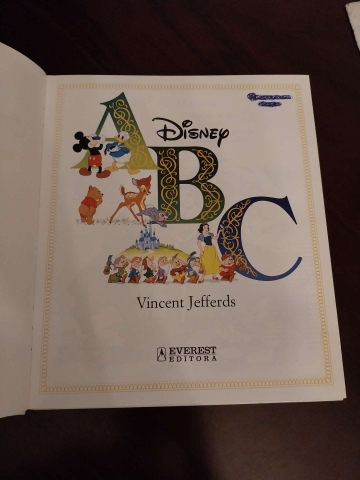 Disney
ABC
Vincent Jefferds
EVEREST
EDITORA